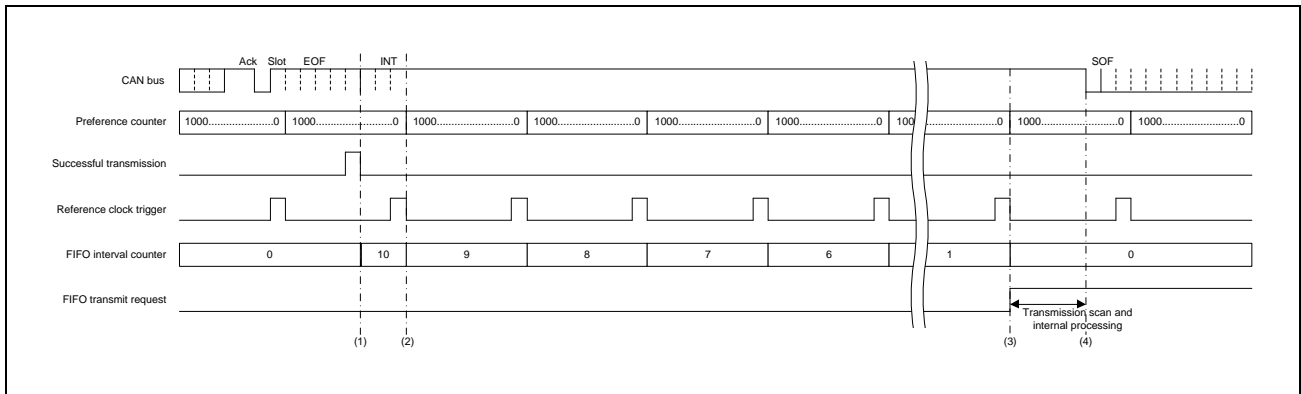 Ack Slot EOF INT SOF
CAN bus
Preference counter 1000......................0 1000......................0 1000......................0 1000......................0 1000......................0 1000......................0 100 0 1000......................0 1000......................0
Successful transmission
Reference clock trigger
FIFO interval counter 0 10 9 8 7 6 1 0
FIFO transmit request
Transmission scan and
internal processing
(1) (2) (3) (4)